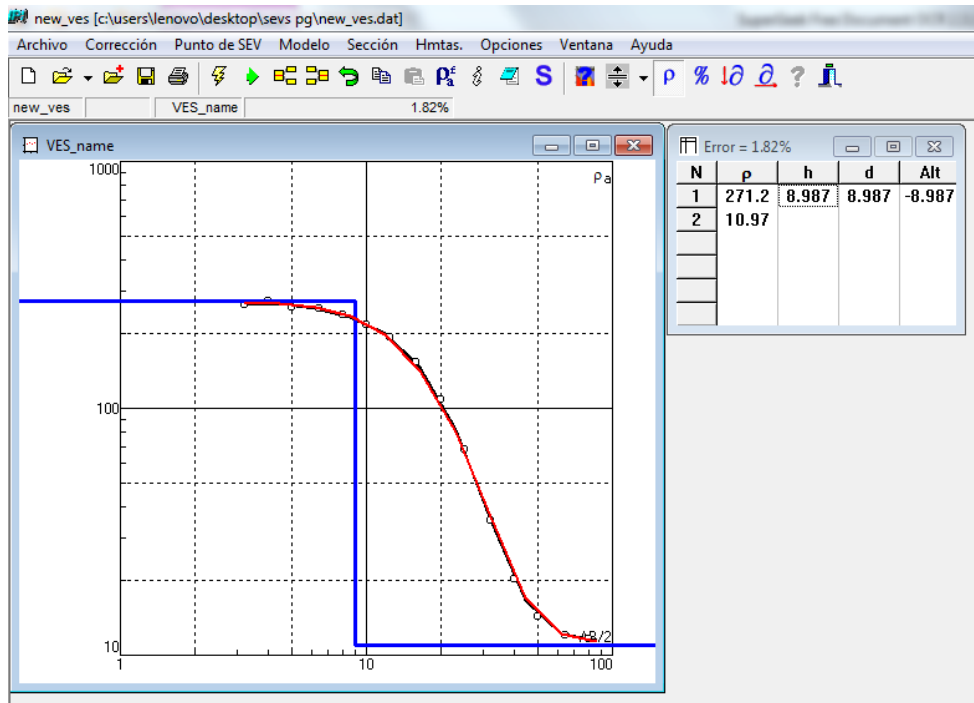 new_ves [c:\users\lenovo\desktop\sevs pg\new_ves.dat]
Archivo Corrección Punto de SEV Modelo Sección Hmtas. Opciones Ventana Ayuda
ρ % ?
new_ves VES_name 1.82%
VES_name
1000
ρa
100
10
AB/2
1 10 100
Error = 1.82%
N ρ h d Alt
1 271.2 8.987 8.987 -8.987
2 10.97